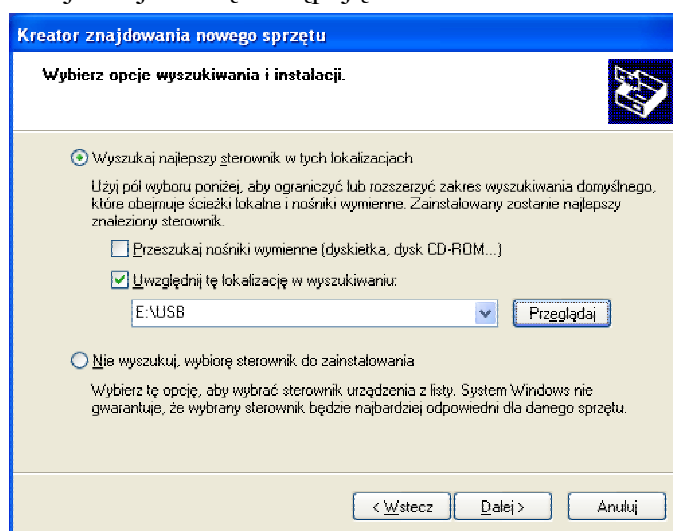 Kreator znajdowania nowego sprzętu
Wybierz opcje wyszukiwania i instalacji.
Wyszukaj najlepszy sterownik w tych lokalizacjach
Użyj pól wyboru poniżej, aby ograniczyć lub rozszerzyć zakres wyszukiwania domyślnego,
które obejmuje ścieżki lokalne i nośniki wymienne. Zainstalowany zostanie najlepszy
znaleziony sterownik.
Przeszukaj nośniki wymienne (dyskietka, dysk CD-ROM...)
Uwzględnij tę lokalizację w wyszukiwaniu:
E:\USB
Przeglądaj
Nie wyszukuj, wybiorę sterownik do zainstalowania
Wybierz tę opcję, aby wybrać sterownik urządzenia z listy. System Windows nie
gwarantuje, że wybrany sterownik będzie najbardziej odpowiedni dla danego sprzętu.
< Wstecz Dalej > Anuluj